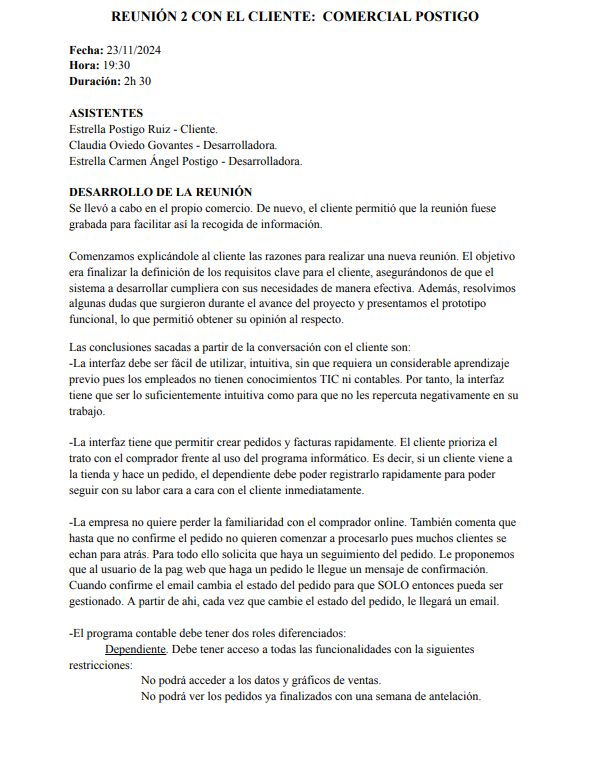 REUNIÓN 2 CON EL CLIENTE: COMERCIAL POSTIGO
Fecha: 23/11/2024
Hora: 19:30
Duración: 2h 30
ASISTENTES
Estrella Postigo Ruiz - Cliente.
Claudia Oviedo Govantes - Desarrolladora.
Estrella Carmen Ángel Postigo - Desarrolladora.
DESARROLLO DE LA REUNIÓN
Se llevó a cabo en el propio comercio. De nuevo, el cliente permitió que la reunión fuese
grabada para facilitar así la recogida de información.
Comenzamos explicándole al cliente las razones para realizar una nueva reunión. El objetivo
era finalizar la definición de los requisitos clave para el cliente, asegurándonos de que el
sistema a desarrollar cumpliera con sus necesidades de manera efectiva. Además, resolvimos
algunas dudas que surgieron durante el avance del proyecto y presentamos el prototipo
funcional, lo que permitió obtener su opinión al respecto.
Las conclusiones sacadas a partir de la conversación con el cliente son:
-La interfaz debe ser fácil de utilizar, intuitiva, sin que requiera un considerable aprendizaje
previo pues los empleados no tienen conocimientos TIC ni contables. Por tanto, la interfaz
tiene que ser lo suficientemente intuitiva como para que no les repercuta negativamente en su
trabajo.
-La interfaz tiene que permitir crear pedidos y facturas rapidamente. El cliente prioriza el
trato con el comprador frente al uso del programa informático. Es decir, si un cliente viene a
la tienda y hace un pedido, el dependiente debe poder registrarlo rapidamente para poder
seguir con su labor cara a cara con el cliente inmediatamente.
-La empresa no quiere perder la familiaridad con el comprador online. También comenta que
hasta que no confirme el pedido no quieren comenzar a procesarlo pues muchos clientes se
echan para atrás. Para todo ello solicita que haya un seguimiento del pedido. Le proponemos
que al usuario de la pag web que haga un pedido le llegue un mensaje de confirmación.
Cuando confirme el email cambia el estado del pedido para que SOLO entonces pueda ser
gestionado. A partir de ahi, cada vez que cambie el estado del pedido, le llegará un email.
-El programa contable debe tener dos roles diferenciados:
Dependiente. Debe tener acceso a todas las funcionalidades con la siguientes
restricciones:
No podrá acceder a los datos y gráficos de ventas.
No podrá ver los pedidos ya finalizados con una semana de antelación.